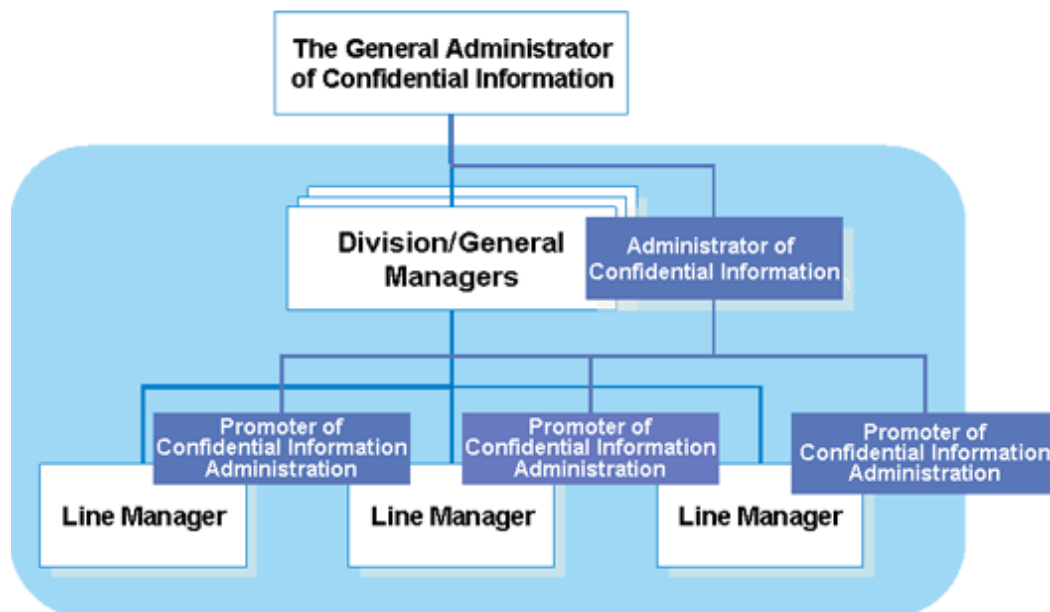 The General Administrator
of Confidential Information
Division/General
Managers
Administrator of
Confidential Information
Promoter of
Confidential Information
Administration
Promoter of
Confidential Information
Administration
Promoter of
Confidential Information
Administration
Line Manager
Line Manager
Line Manager